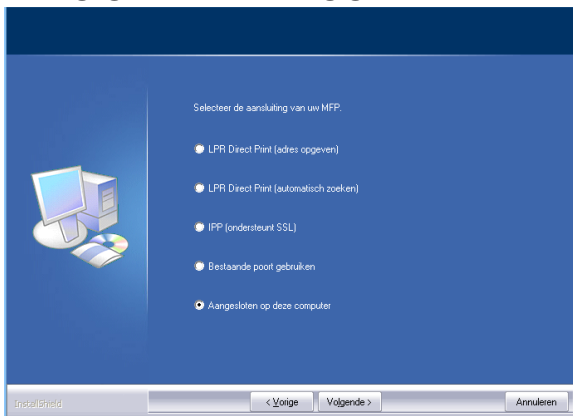 Selecteer de aansluiting van uw MFP.
LPR Direct Print (adres opgeven)
LPR Direct Print (automatisch zoeken)
IPP (ondersteunt SSL)
Bestaande poort gebruiken
Aangesloten op deze computer
InstallShield
< Vorige
Volgende >
Annuleren